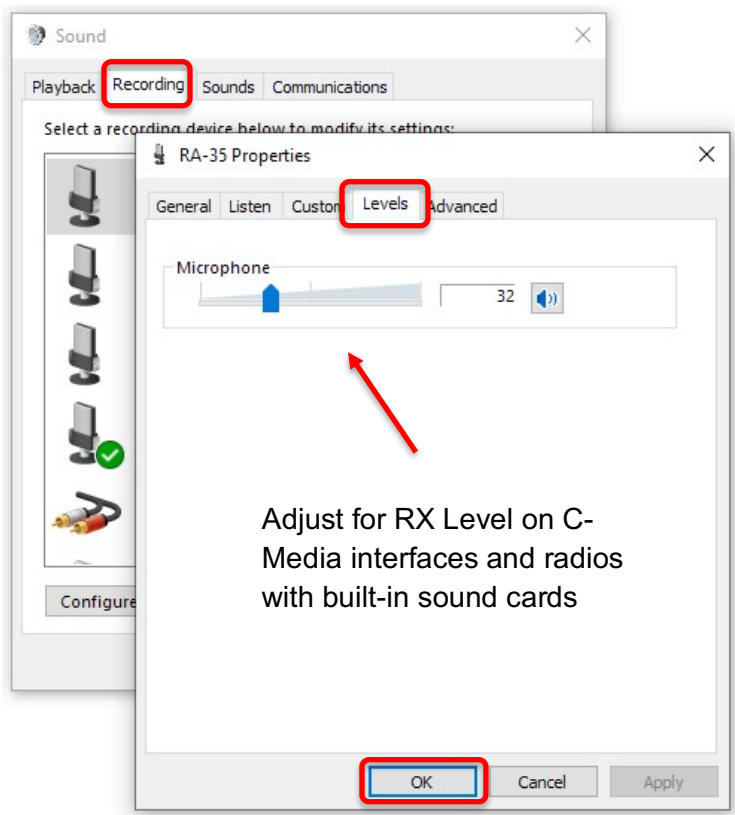 Sound
Playback Recording Sounds Communications
Select a recording device below to modify its settings:
RA-35 Properties
General Listen Custom Levels Advanced
Microphone
32
Adjust for RX Level on C-
Media interfaces and radios
with built-in sound cards
Configure
OK Cancel Apply